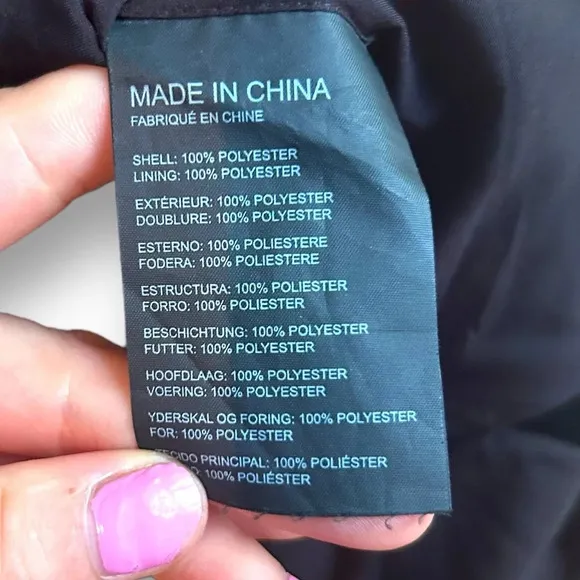 MADE IN CHINA
FABRIQUÉ EN CHINE
SHELL: 100% POLYESTER
LINING: 100% POLYESTER
EXTÉRIEUR: 100% POLYESTER
DOUBLURE: 100% POLYESTER
ESTERNO: 100% POLIESTERE
FODERA: 100% POLIESTERE
ESTRUCTURA: 100% POLIESTER
FORRO: 100% POLIESTER
BESCHICHTUNG: 100% POLYESTER
FUTTER: 100% POLYESTER
HOOFDLAAG: 100% POLYESTER
VOERING: 100% POLYESTER
YDERSKAL OG FORING: 100% POLYESTER
FOR: 100% POLYESTER
PRINCIPAL: 100% POLIÉSTER
100% POLIÉSTER